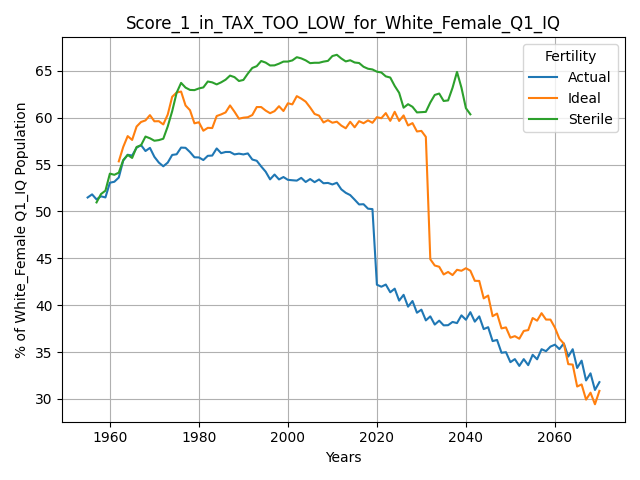 Score_1_in_TAX_TOO_LOW_for_White_Female_Q1_IQ
% of White_Female Q1_IQ Population
65
60
55
50
45
40
35
30
Fertility
Actual
Ideal
Sterile
1960 1980 2000 2020 2040 2060
Years